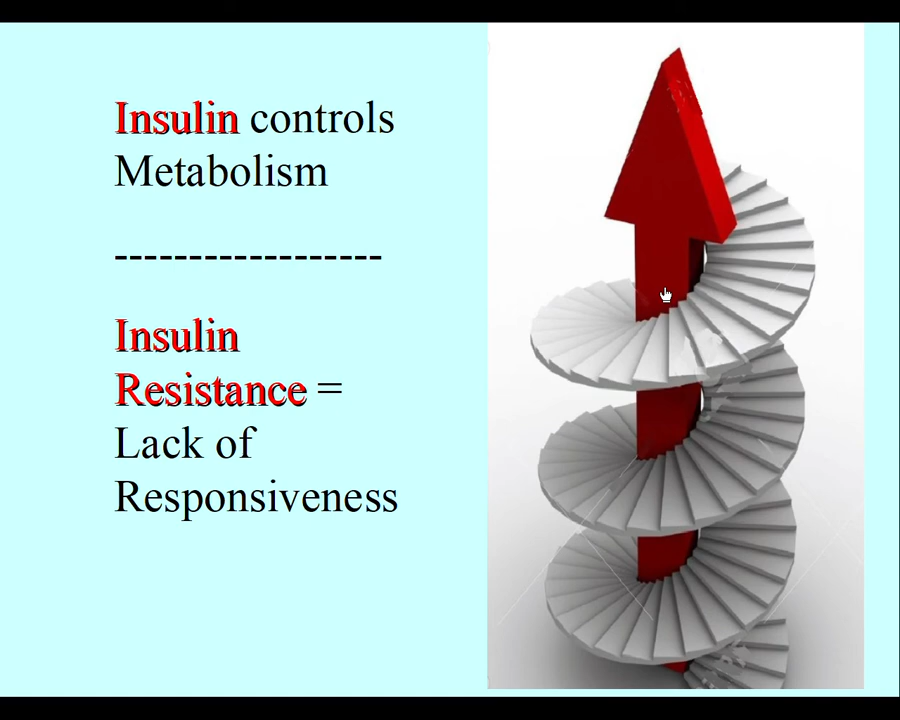 Insulin controls
Metabolism
------------------
Insulin
Resistance =
Lack of
Responsiveness